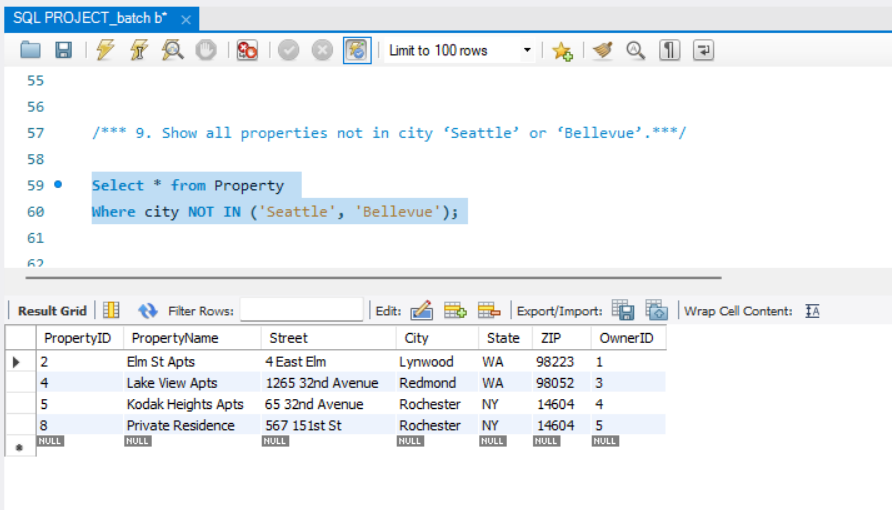 SQL PROJECT_batch b* ×
Limit to 100 rows
55
56
57 /*** 9. Show all properties not in city ‘Seattle’ or ‘Bellevue’.***/
58
59 Select * from Property
60 Where city NOT IN ('Seattle', 'Bellevue');
61
62
Result Grid Filter Rows: Edit: Export/Import: Wrap Cell Content: IA
PropertyID PropertyName Street City State ZIP OwnerID
2 Elm St Apts 4 East Elm Lynwood WA 98223 1
4 Lake View Apts 1265 32nd Avenue Redmond WA 98052 3
5 Kodak Heights Apts 65 32nd Avenue Rochester NY 14604 4
8 Private Residence 567 151st St Rochester NY 14604 5
NULL NULL NULL NULL NULL NULL NULL